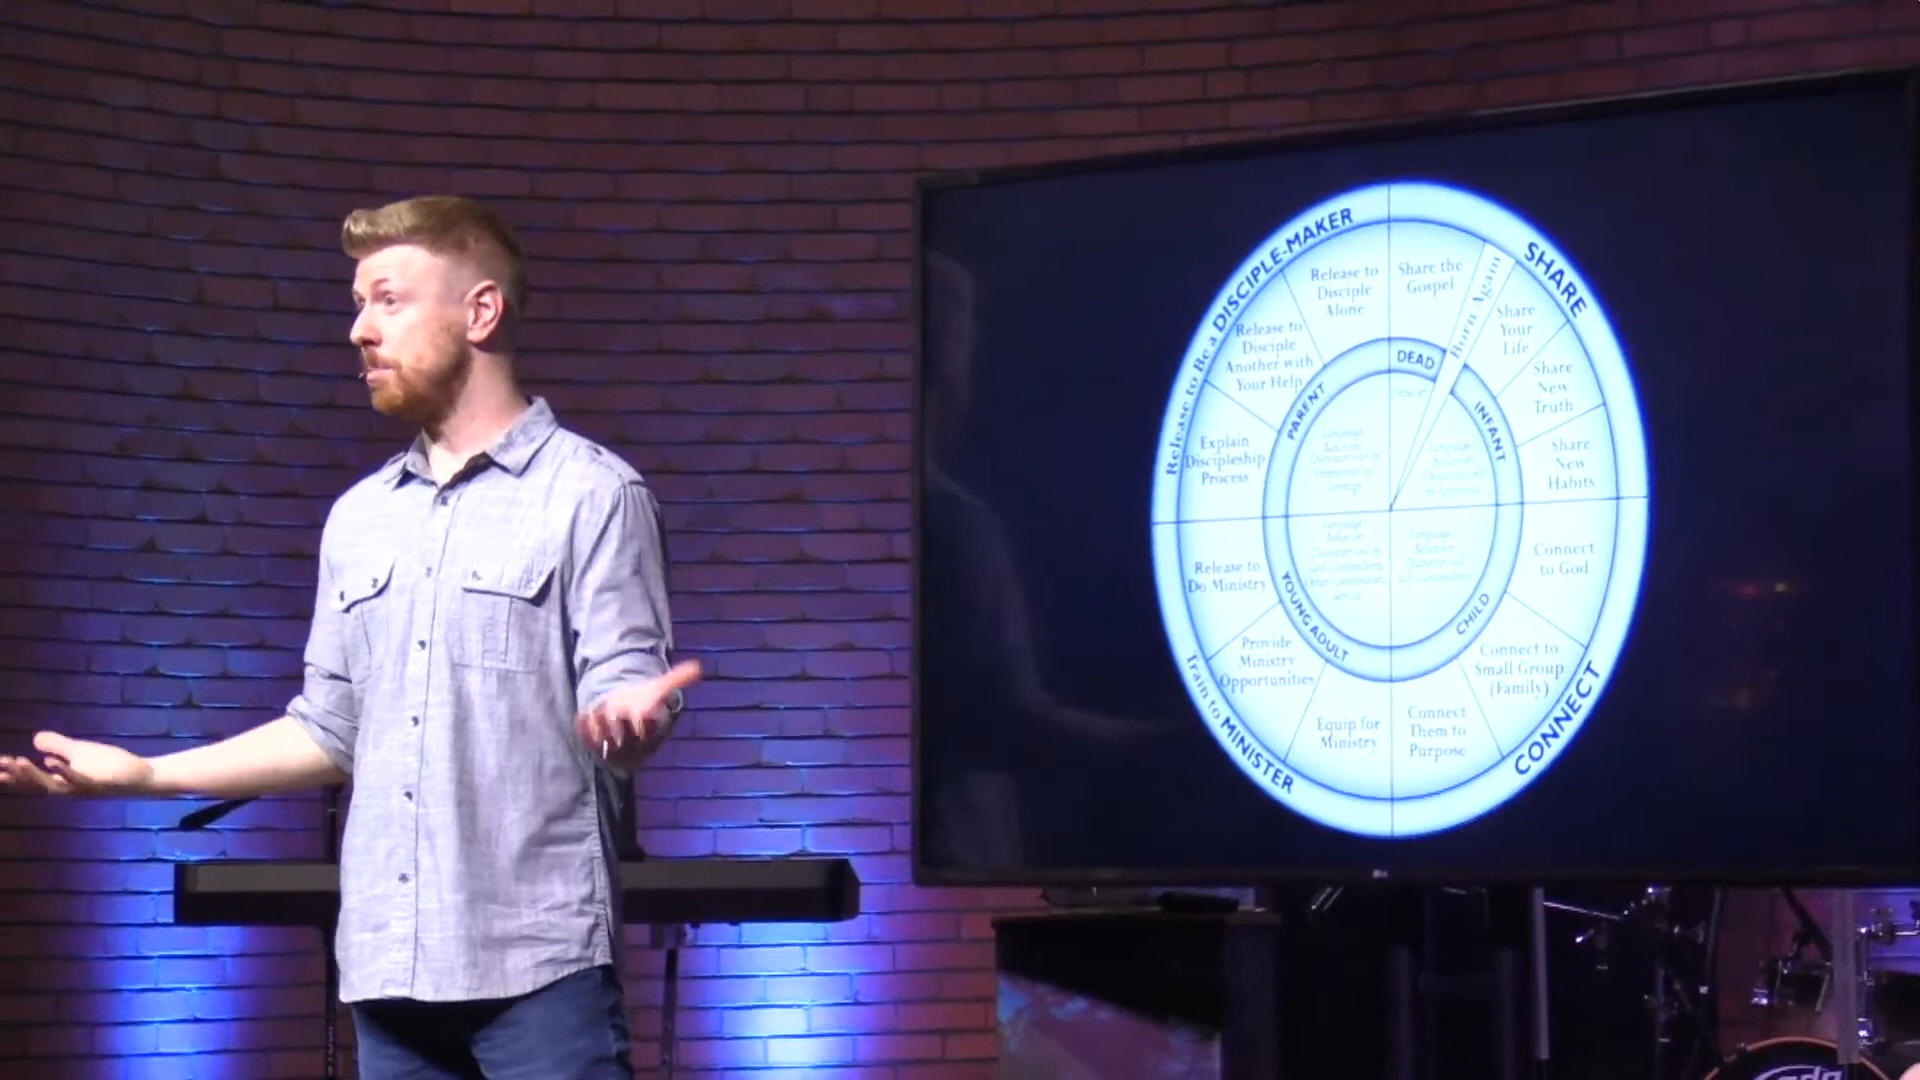 Release to Be a DISCIPLE-MAKER
SHARE
CONNECT
Train to MINISTER
Share the
Gospel
Born Again
Share
Your
Life
Share
New
Truth
Share
New
Habits
Connect
to God
Connect to
Small Group
(Family)
Connect
Them to
Purpose
Equip for
Ministry
Provide
Ministry
Opportunities
Release to
Do Ministry
Explain
Discipleship
Process
Release to
Disciple
Another with
Your Help
Release to
Disciple
Alone
DEAD
INFANT
CHILD
YOUNG ADULT
PARENT